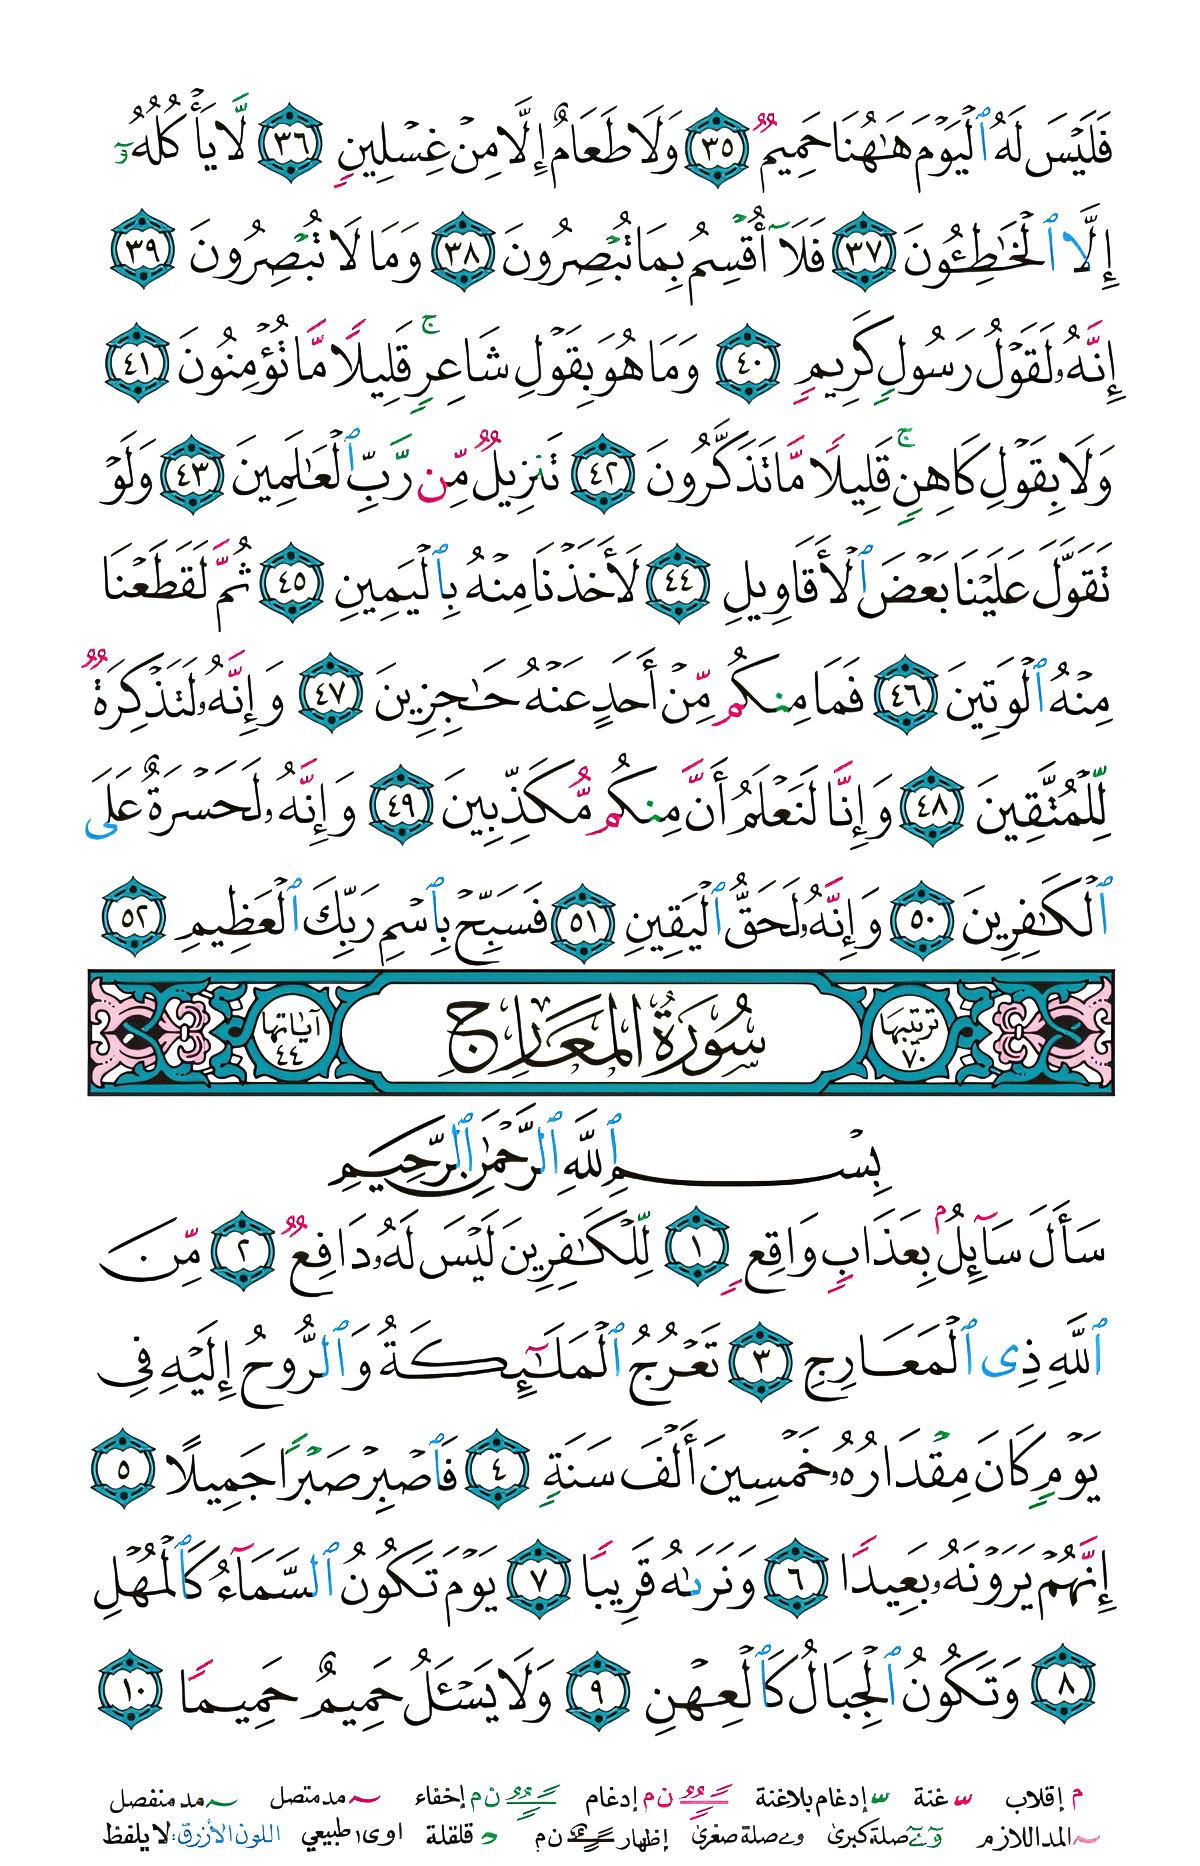 فَلَيْسَ لَهُ ٱلْيَوْمَ هَٰهُنَا حَمِيمٌ ٣٥ وَلَا طَعَامٌ إِلَّا مِنْ غِسْلِينٍ ٣٦ لَّا يَأْكُلُهُۥٓ
إِلَّا ٱلْخَٰطِـُٔونَ ٣٧ فَلَآ أُقْسِمُ بِمَا تُبْصِرُونَ ٣٨ وَمَا لَا تُبْصِرُونَ ٣٩
إِنَّهُۥ لَقَوْلُ رَسُولٍ كَرِيمٍ ٤٠ وَمَا هُوَ بِقَوْلِ شَاعِرٍ ۚ قَلِيلًا مَّا تُؤْمِنُونَ ٤١
وَلَا بِقَوْلِ كَاهِنٍ ۚ قَلِيلًا مَّا تَذَكَّرُونَ ٤٢ تَنزِيلٌ مِّن رَّبِّ ٱلْعَٰلَمِينَ ٤٣ وَلَوْ
تَقَوَّلَ عَلَيْنَا بَعْضَ ٱلْأَقَاوِيلِ ٤٤ لَأَخَذْنَا مِنْهُ بِٱلْيَمِينِ ٤٥ ثُمَّ لَقَطَعْنَا
مِنْهُ ٱلْوَتِينَ ٤٦ فَمَا مِنكُم مِّنْ أَحَدٍ عَنْهُ حَٰجِزِينَ ٤٧ وَإِنَّهُۥ لَتَذْكِرَةٌ
لِّلْمُتَّقِينَ ٤٨ وَإِنَّا لَنَعْلَمُ أَنَّ مِنكُم مُّكَذِّبِينَ ٤٩ وَإِنَّهُۥ لَحَسْرَةٌ عَلَى
ٱلْكَٰفِرِينَ ٥٠ وَإِنَّهُۥ لَحَقُّ ٱلْيَقِينِ ٥١ فَسَبِّحْ بِٱسْمِ رَبِّكَ ٱلْعَظِيمِ ٥٢
ترتيبها ٧٠ سُورَةُ المَعَارِجِ آياتها ٤٤
بِسْمِ ٱللَّهِ ٱلرَّحْمَٰنِ ٱلرَّحِيمِ
سَأَلَ سَآئِلُۢ بِعَذَابٍ وَاقِعٍ ١ لِّلْكَٰفِرِينَ لَيْسَ لَهُۥ دَافِعٌ ٢ مِّنَ
ٱللَّهِ ذِى ٱلْمَعَارِجِ ٣ تَعْرُجُ ٱلْمَلَٰٓئِكَةُ وَٱلرُّوحُ إِلَيْهِ فِى
يَوْمٍ كَانَ مِقْدَارُهُۥ خَمْسِينَ أَلْفَ سَنَةٍ ٤ فَٱصْبِرْ صَبْرًا جَمِيلًا ٥
إِنَّهُمْ يَرَوْنَهُۥ بَعِيدًا ٦ وَنَرَىٰهُ قَرِيبًا ٧ يَوْمَ تَكُونُ ٱلسَّمَآءُ كَٱلْمُهْلِ
٨ وَتَكُونُ ٱلْجِبَالُ كَٱلْعِهْنِ ٩ وَلَا يَسْـَٔلُ حَمِيمٌ حَمِيمًا ١٠
م إقلاب ّ غنة ّ إدغام بلاغنة ًٌٍ ن م إدغام ًٌٍ ن م إخفاء ~ مد متصل ~ مد منفصل
~ المد اللازم وٓ ےٓ صلة كبرىٰ و ے صلة صغرىٰ إظهار ًٌٍ ن م قلقلة ا و ى طبيعي اللون الأزرق: لا يلفظ